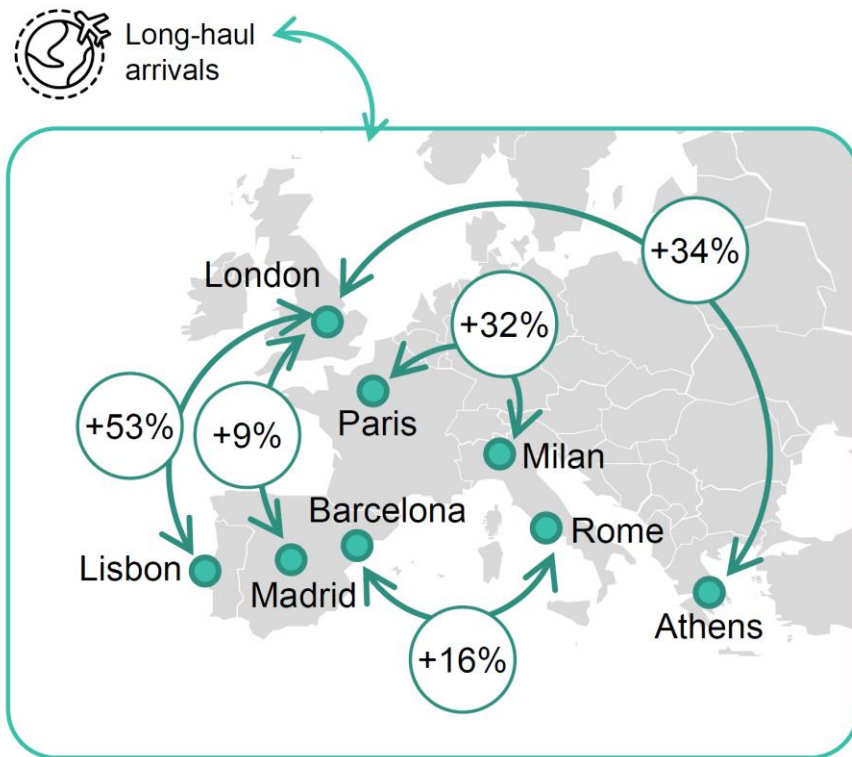 Long-haul
arrivals
+34%
London
+32%
+53%
+9%
Paris
Milan
Barcelona
Rome
Lisbon
Madrid
Athens
+16%